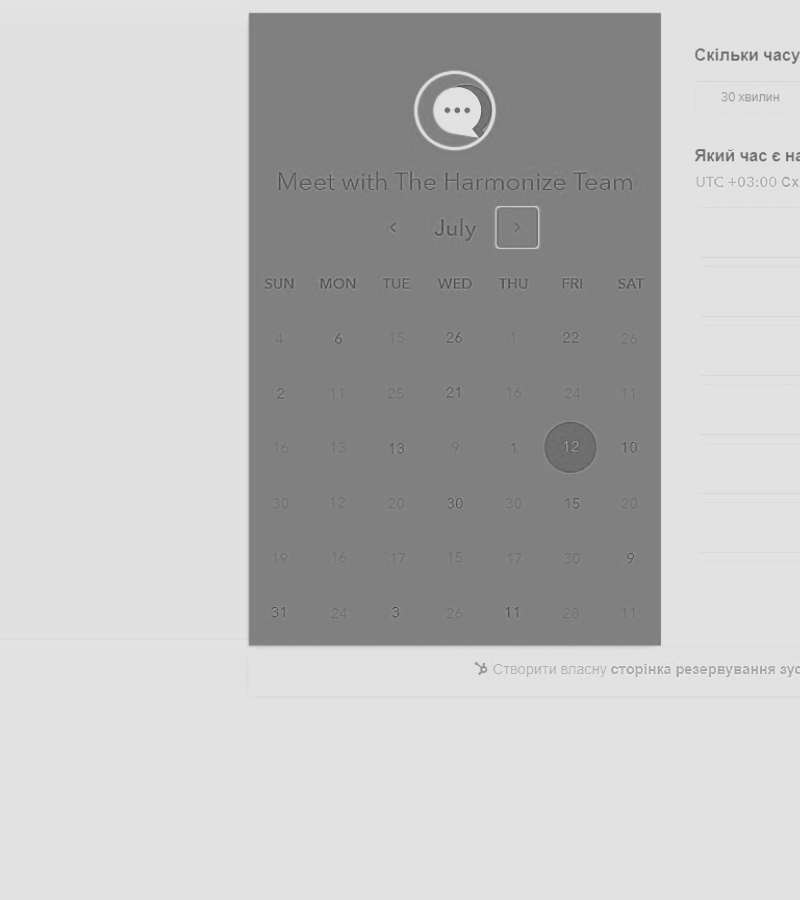 Meet with The Harmonize Team
July
SUN MON TUE WED THU FRI SAT
4 6 15 26 1 22 26
2 11 25 21 16 24 11
16 13 13 9 1 12 10
30 12 20 30 30 15 20
19 16 17 15 17 30 9
31 24 3 26 11 28 11
Скільки часу
30 хвилин
Який час є на
UTC +03:00 Сх
Створити власну сторінка резервування зус